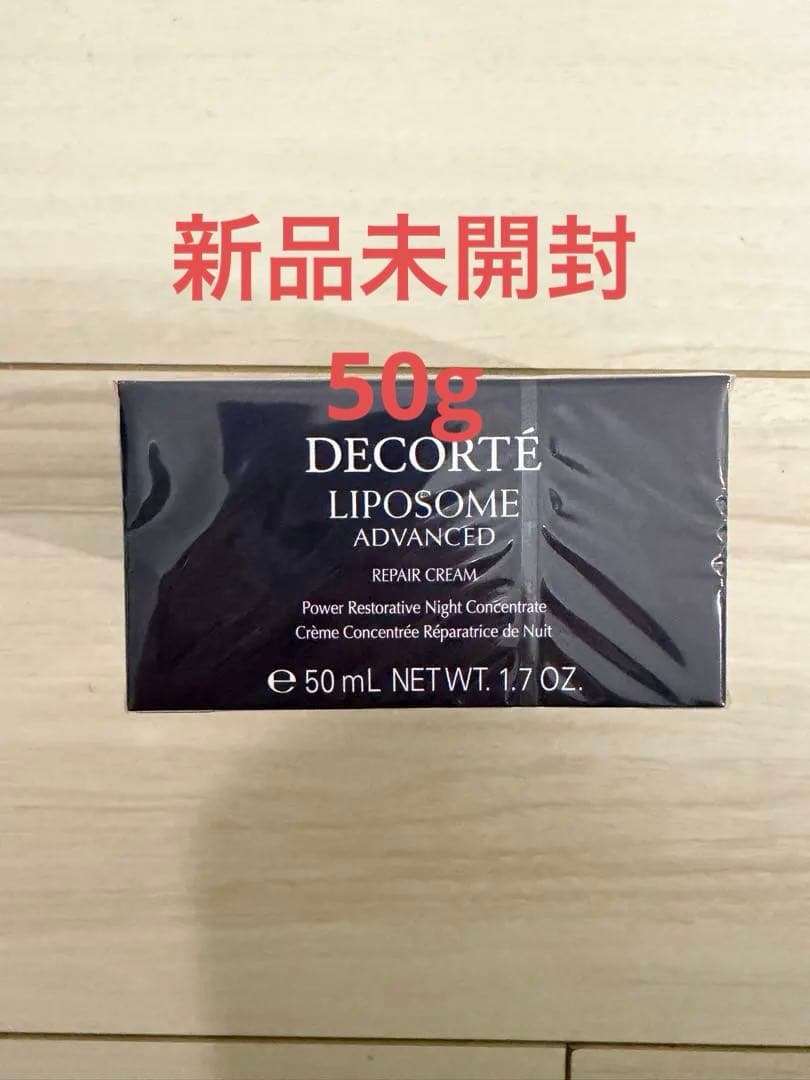 新品未開封
50g
DECORTÉ
LIPOSOME
ADVANCED
REPAIR CREAM
Power Restorative Night Concentrate
Crème Concentrée Réparatrice de Nuit
℮ 50 mL NET WT. 1.7 OZ.